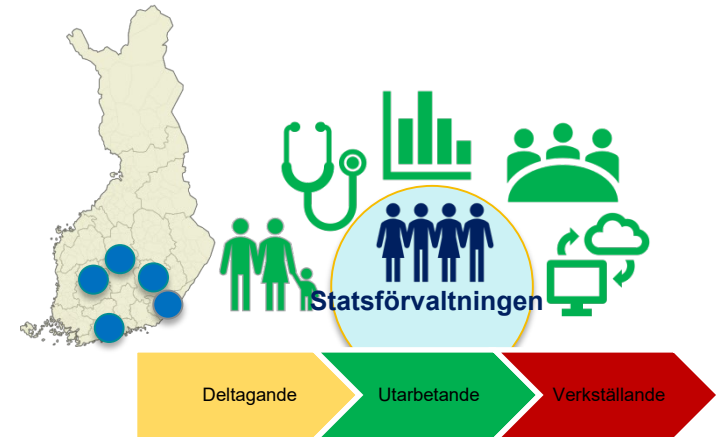 Statsförvaltningen
Deltagande
Utarbetande
Verkställande